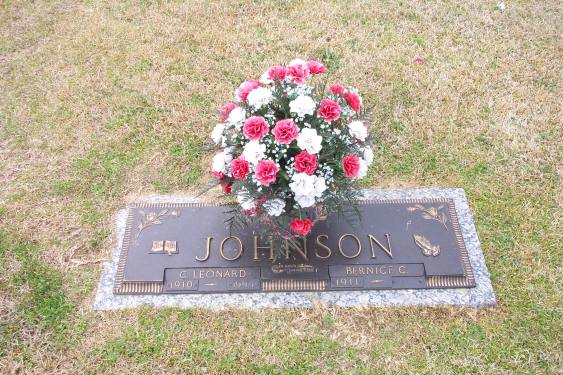 JOHNSON
C. LEONARD
BERNICE C.
1910
1911